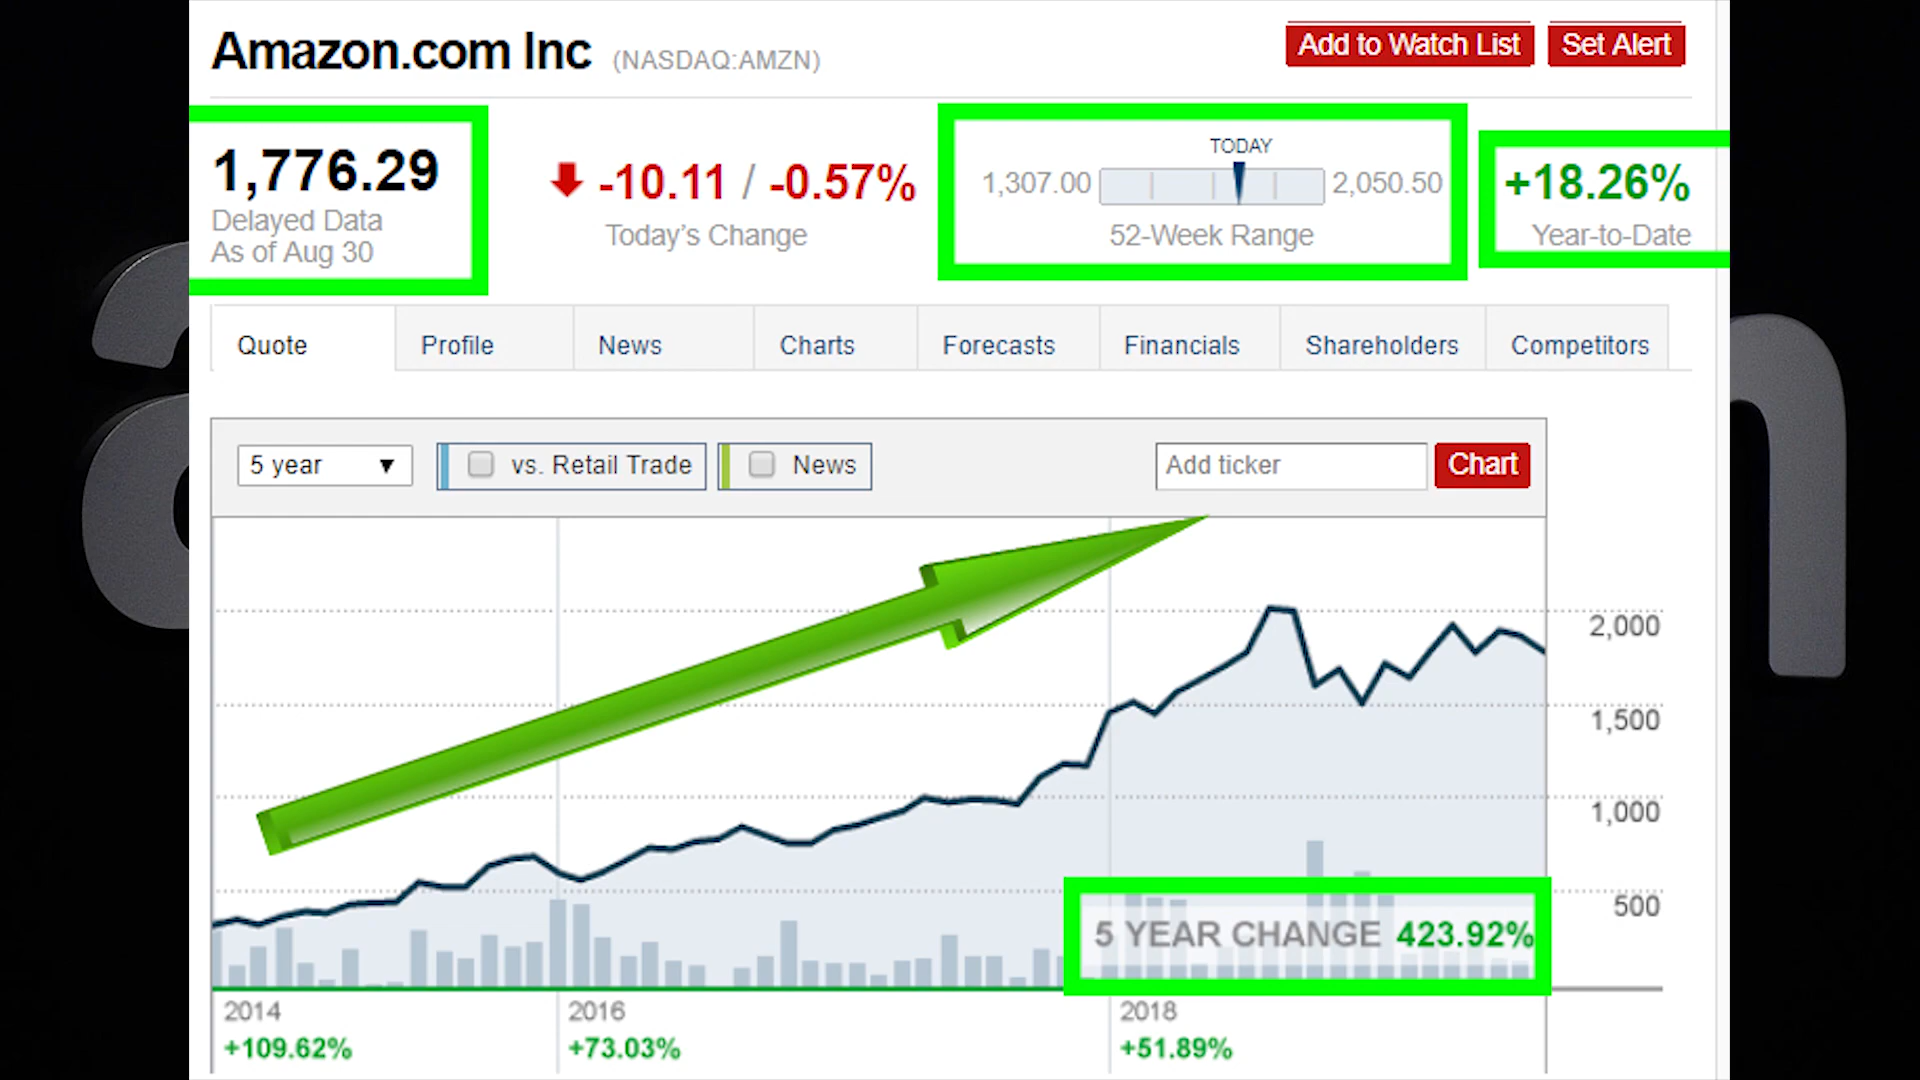 Amazon.com Inc (NASDAQ:AMZN)
Add to Watch List
Set Alert
1,776.29
Delayed Data
As of Aug 30
-10.11 / -0.57%
Today's Change
TODAY
1,307.00
2,050.50
52-Week Range
+18.26%
Year-to-Date
Quote
Profile
News
Charts
Forecasts
Financials
Shareholders
Competitors
5 year
vs. Retail Trade
News
Add ticker
Chart
2,000
1,500
1,000
500
5 YEAR CHANGE 423.92%
2014
2016
2018
+109.62%
+73.03%
+51.89%
a
n